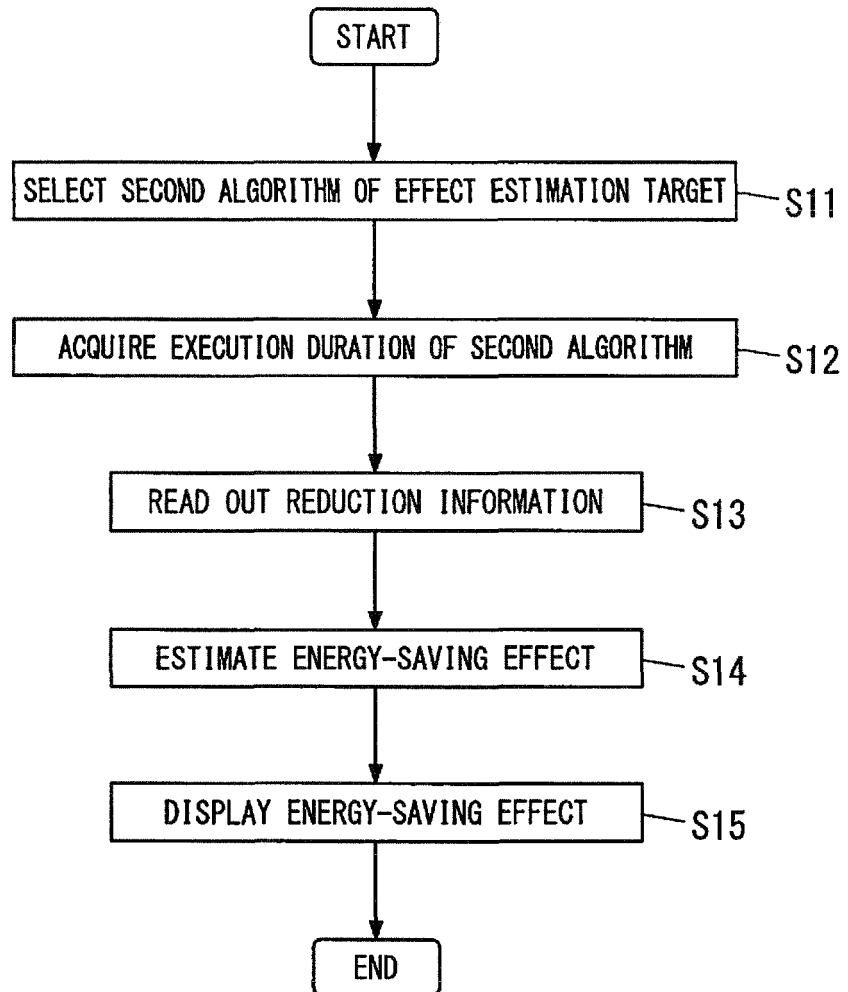 START
SELECT SECOND ALGORITHM OF EFFECT ESTIMATION TARGET
S11
ACQUIRE EXECUTION DURATION OF SECOND ALGORITHM
S12
READ OUT REDUCTION INFORMATION
S13
ESTIMATE ENERGY-SAVING EFFECT
S14
DISPLAY ENERGY-SAVING EFFECT
S15
END